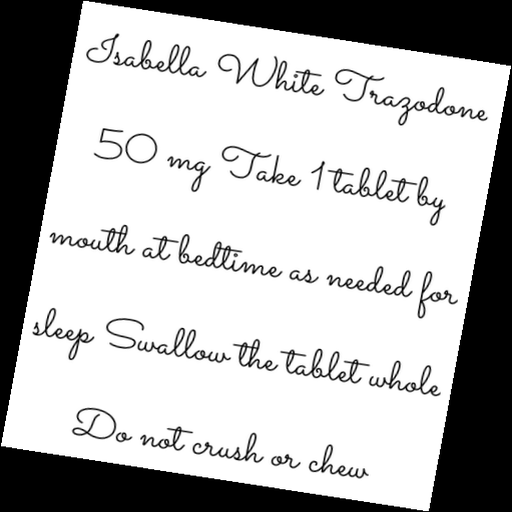 Isabella White Trazodone
50 mg Take 1 tablet by
mouth at bedtime as needed for
sleep Swallow the tablet whole
Do not crush or chew